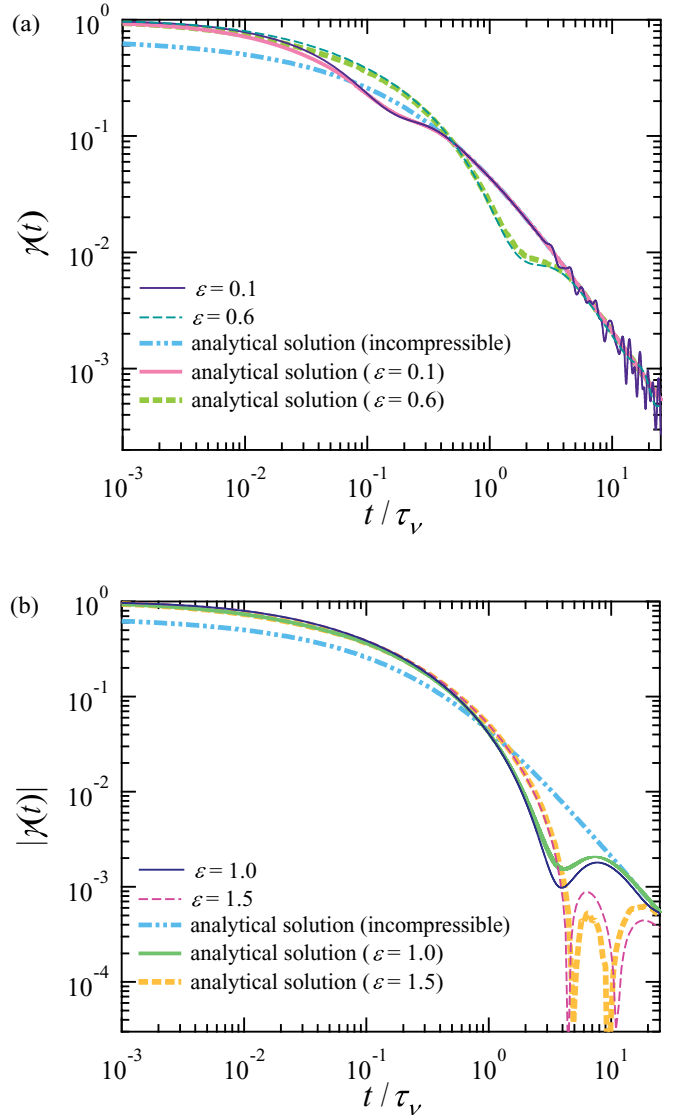 (a)
10^0
10^-1
10^-2
10^-3
γ(t)
ε = 0.1
ε = 0.6
analytical solution (incompressible)
analytical solution ( ε = 0.1)
analytical solution ( ε = 0.6)
10^-3 10^-2 10^-1 10^0 10^1
t / τ_ν
(b)
10^0
10^-1
10^-2
10^-3
10^-4
|γ(t)|
ε = 1.0
ε = 1.5
analytical solution (incompressible)
analytical solution ( ε = 1.0)
analytical solution ( ε = 1.5)
10^-3 10^-2 10^-1 10^0 10^1
t / τ_ν